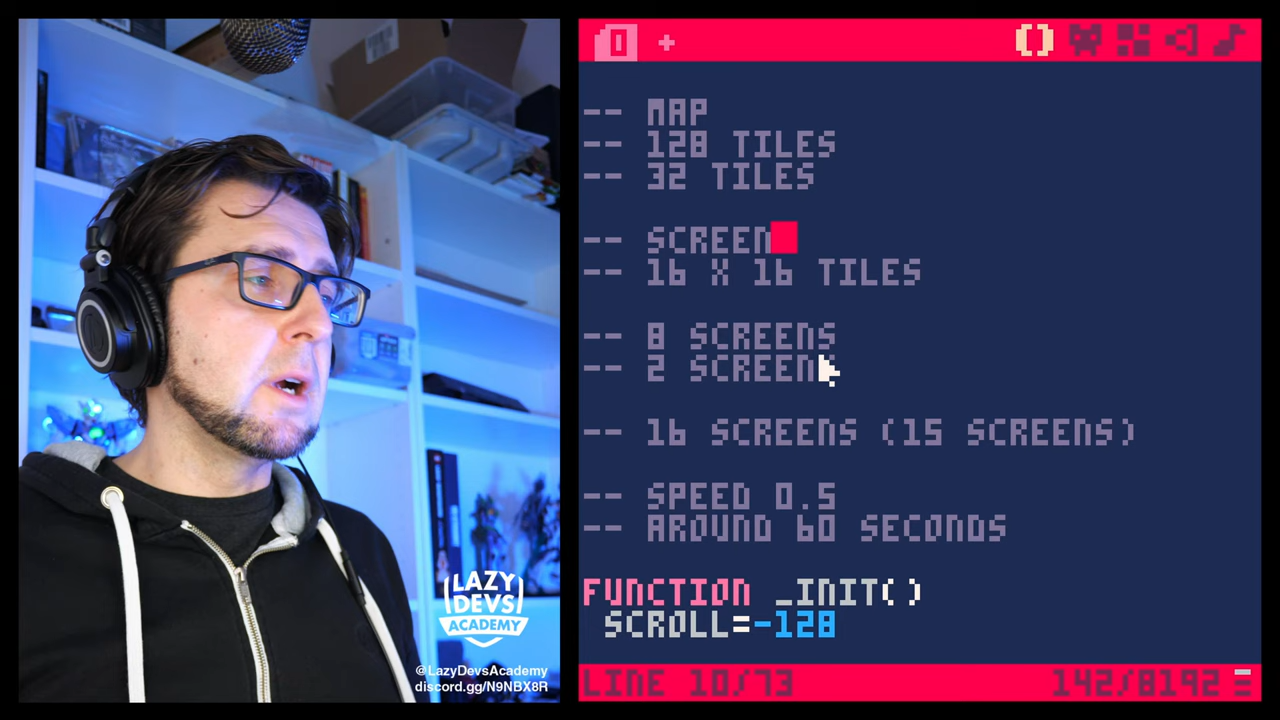 LAZY
DEVS
ACADEMY
@LazyDevsAcademy
discord.gg/N9NBX8R
0 +
-- MAP
-- 128 TILES
-- 32 TILES
-- SCREEN
-- 16 X 16 TILES
-- 8 SCREENS
-- 2 SCREEN
-- 16 SCREENS (15 SCREENS)
-- SPEED 0.5
-- AROUND 60 SECONDS
FUNCTION _INIT()
SCROLL=-128
LINE 10/73
142/8192